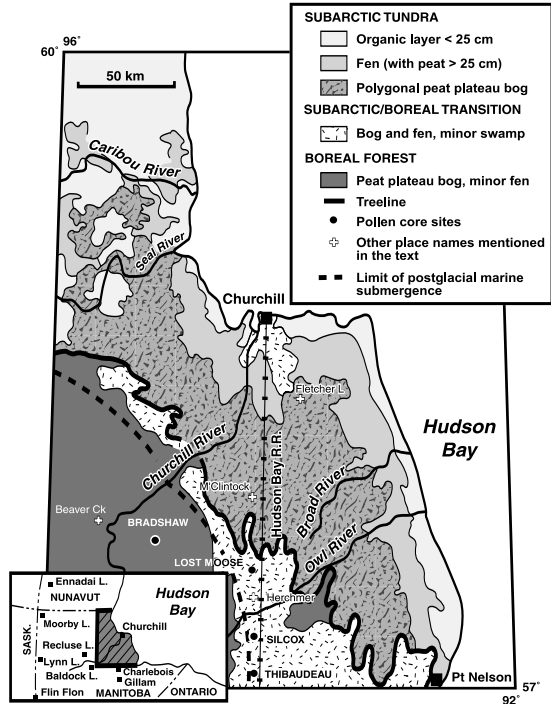 96°
60°
50 km
SUBARCTIC TUNDRA
Organic layer < 25 cm
Fen (with peat > 25 cm)
Polygonal peat plateau bog
SUBARCTIC/BOREAL TRANSITION
Bog and fen, minor swamp
BOREAL FOREST
Peat plateau bog, minor fen
Treeline
Pollen core sites
Other place names mentioned
in the text
Limit of postglacial marine
submergence
Caribou River
Seal River
Churchill
Fletcher L
Hudson
Bay
Hudson Bay R.R.
Churchill River
M'Clintock
Broad River
Beaver Ck
BRADSHAW
Owl River
LOST MOOSE
Herchmer
SILCOX
THIBAUDEAU
Pt Nelson
57°
92°
Ennadai L.
NUNAVUT
Hudson
Bay
Moorby L.
Churchill
SASK.
Recluse L.
Lynn L.
Baldock L.
Charlebois
Gillam
Flin Flon
MANITOBA
ONTARIO